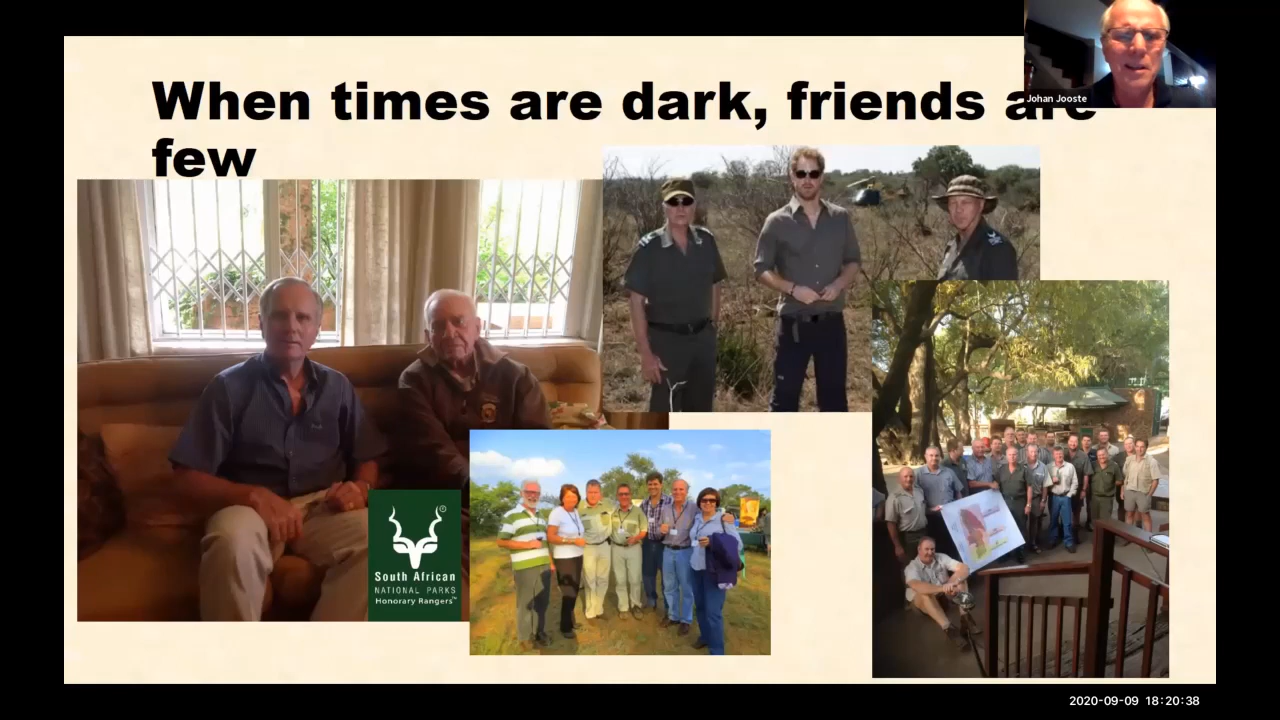 When times are dark, friends are
few
Johan Jooste
South African
NATIONAL PARKS
Honorary Rangers™
2020-09-09 18:20:38